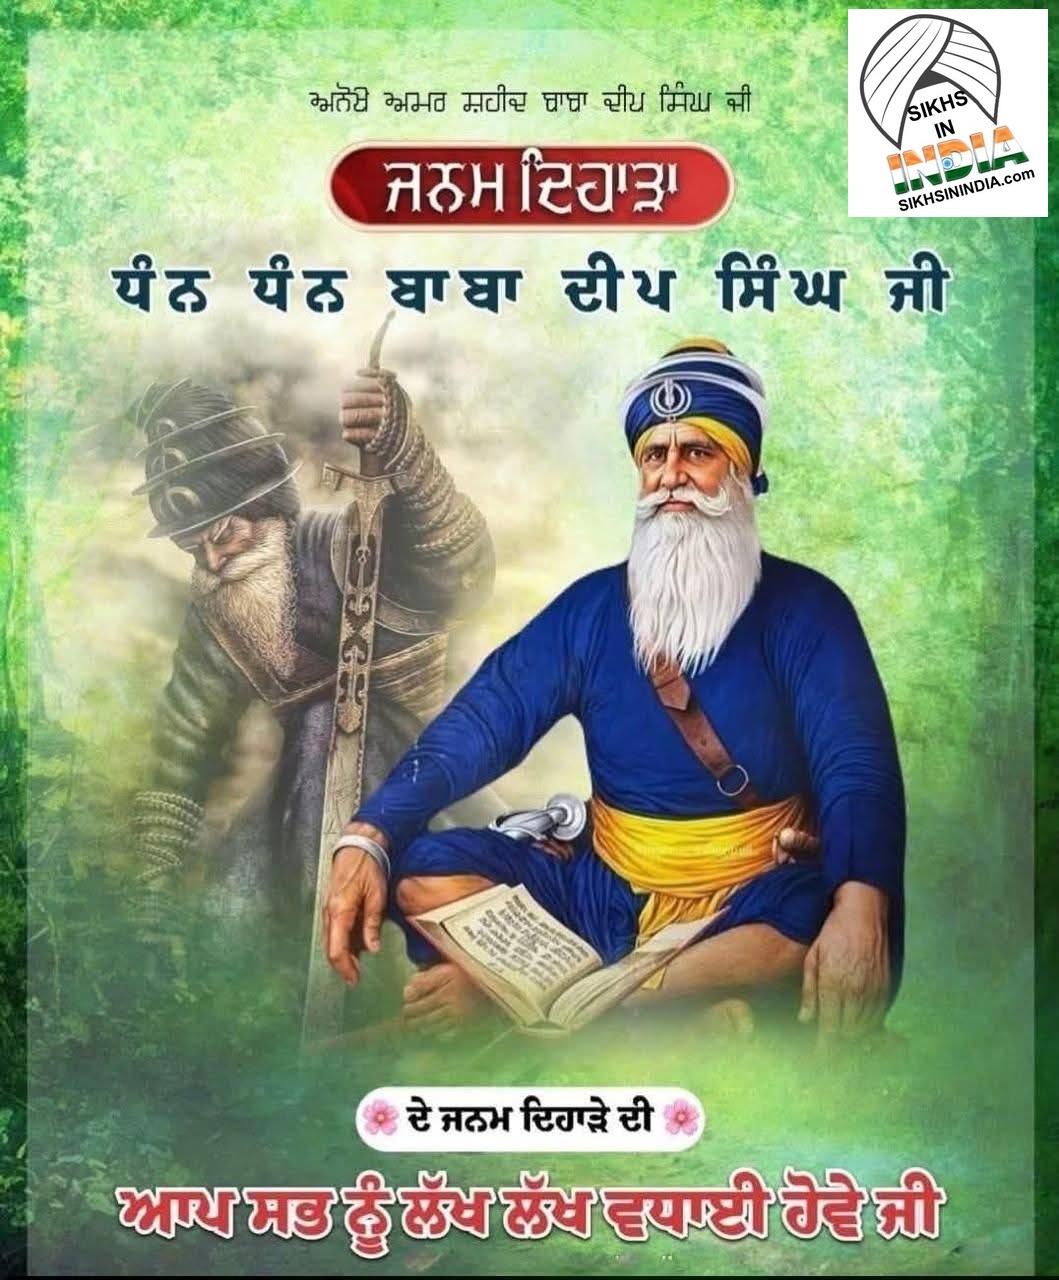 ਅਨੋਖੇ ਅਮਰ ਸ਼ਹੀਦ ਬਾਬਾ ਦੀਪ ਸਿੰਘ ਜੀ
ਜਨਮ ਦਿਹਾੜਾ
ਧੰਨ ਧੰਨ ਬਾਬਾ ਦੀਪ ਸਿੰਘ ਜੀ
SIKHS
IN
INDIA
SIKHSININDIA.com
ਦੇ ਜਨਮ ਦਿਹਾੜੇ ਦੀ
ਆਪ ਸਭ ਨੂੰ ਲੱਖ ਲੱਖ ਵਧਾਈ ਹੋਵੇ ਜੀ